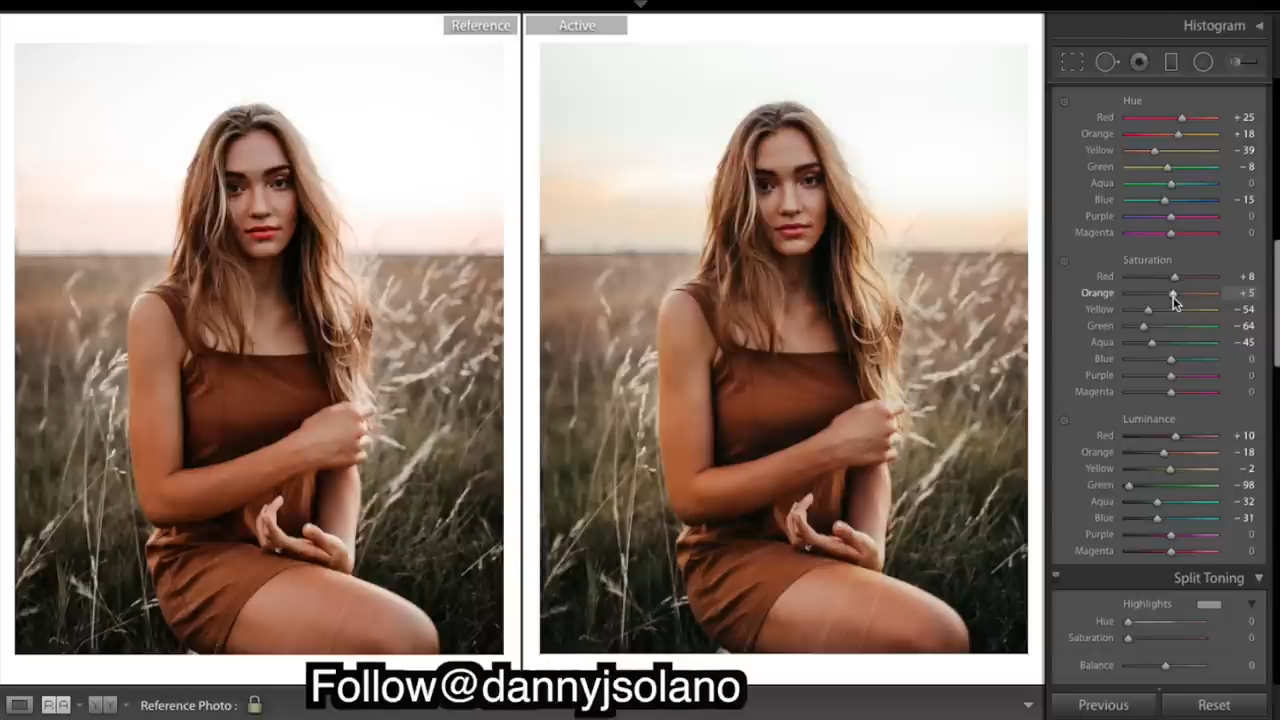 Reference
Active
Histogram
Hue
Red +25
Orange +18
Yellow -39
Green -8
Aqua 0
Blue -15
Purple 0
Magenta 0
Saturation
Red +8
Orange +5
Yellow -54
Green -64
Aqua -45
Blue 0
Purple 0
Magenta 0
Luminance
Red +10
Orange -18
Yellow -2
Green -98
Aqua -32
Blue -31
Purple 0
Magenta 0
Split Toning
Highlights
Hue 0
Saturation 0
Balance 0
Follow@dannyjsolano
RA YY Reference Photo :
Previous Reset